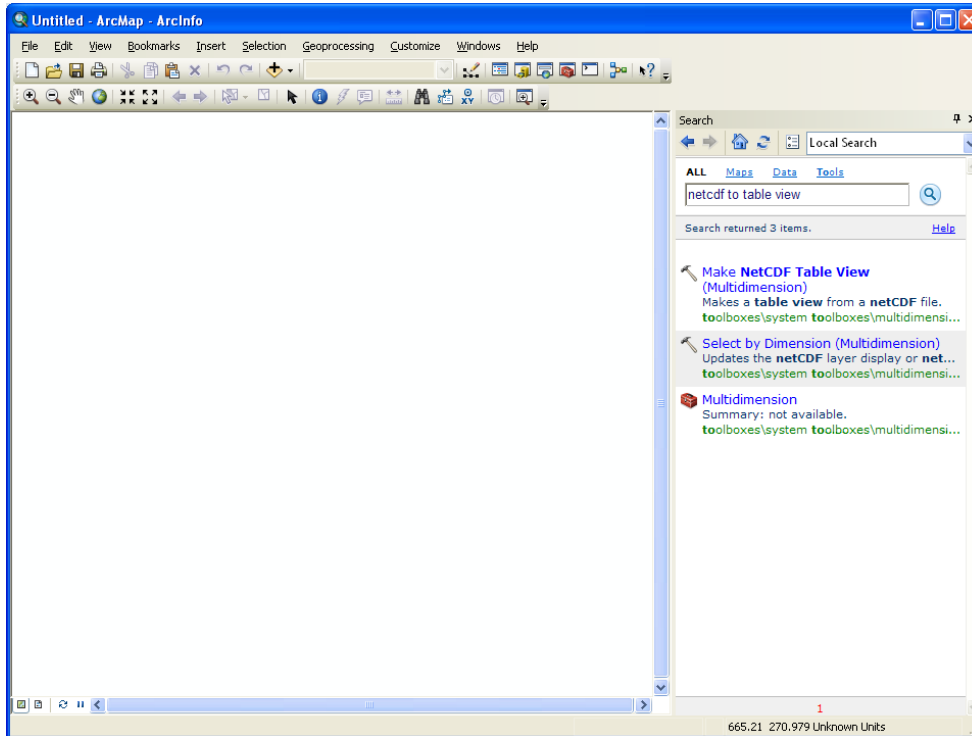 Untitled - ArcMap - ArcInfo
File Edit View Bookmarks Insert Selection Geoprocessing Customize Windows Help
Search
Local Search
ALL Maps Data Tools
netcdf to table view
Search returned 3 items. Help
Make NetCDF Table View
(Multidimension)
Makes a table view from a netCDF file.
toolboxes\system toolboxes\multidimensi...
Select by Dimension (Multidimension)
Updates the netCDF layer display or net...
toolboxes\system toolboxes\multidimensi...
Multidimension
Summary: not available.
toolboxes\system toolboxes\multidimensi...
1
665.21 270.979 Unknown Units